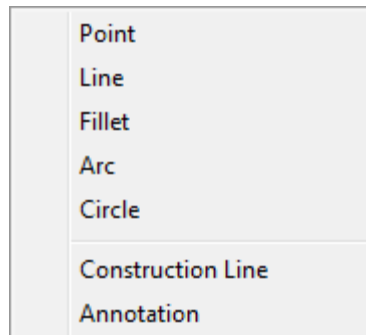 Point
Line
Fillet
Arc
Circle
Construction Line
Annotation